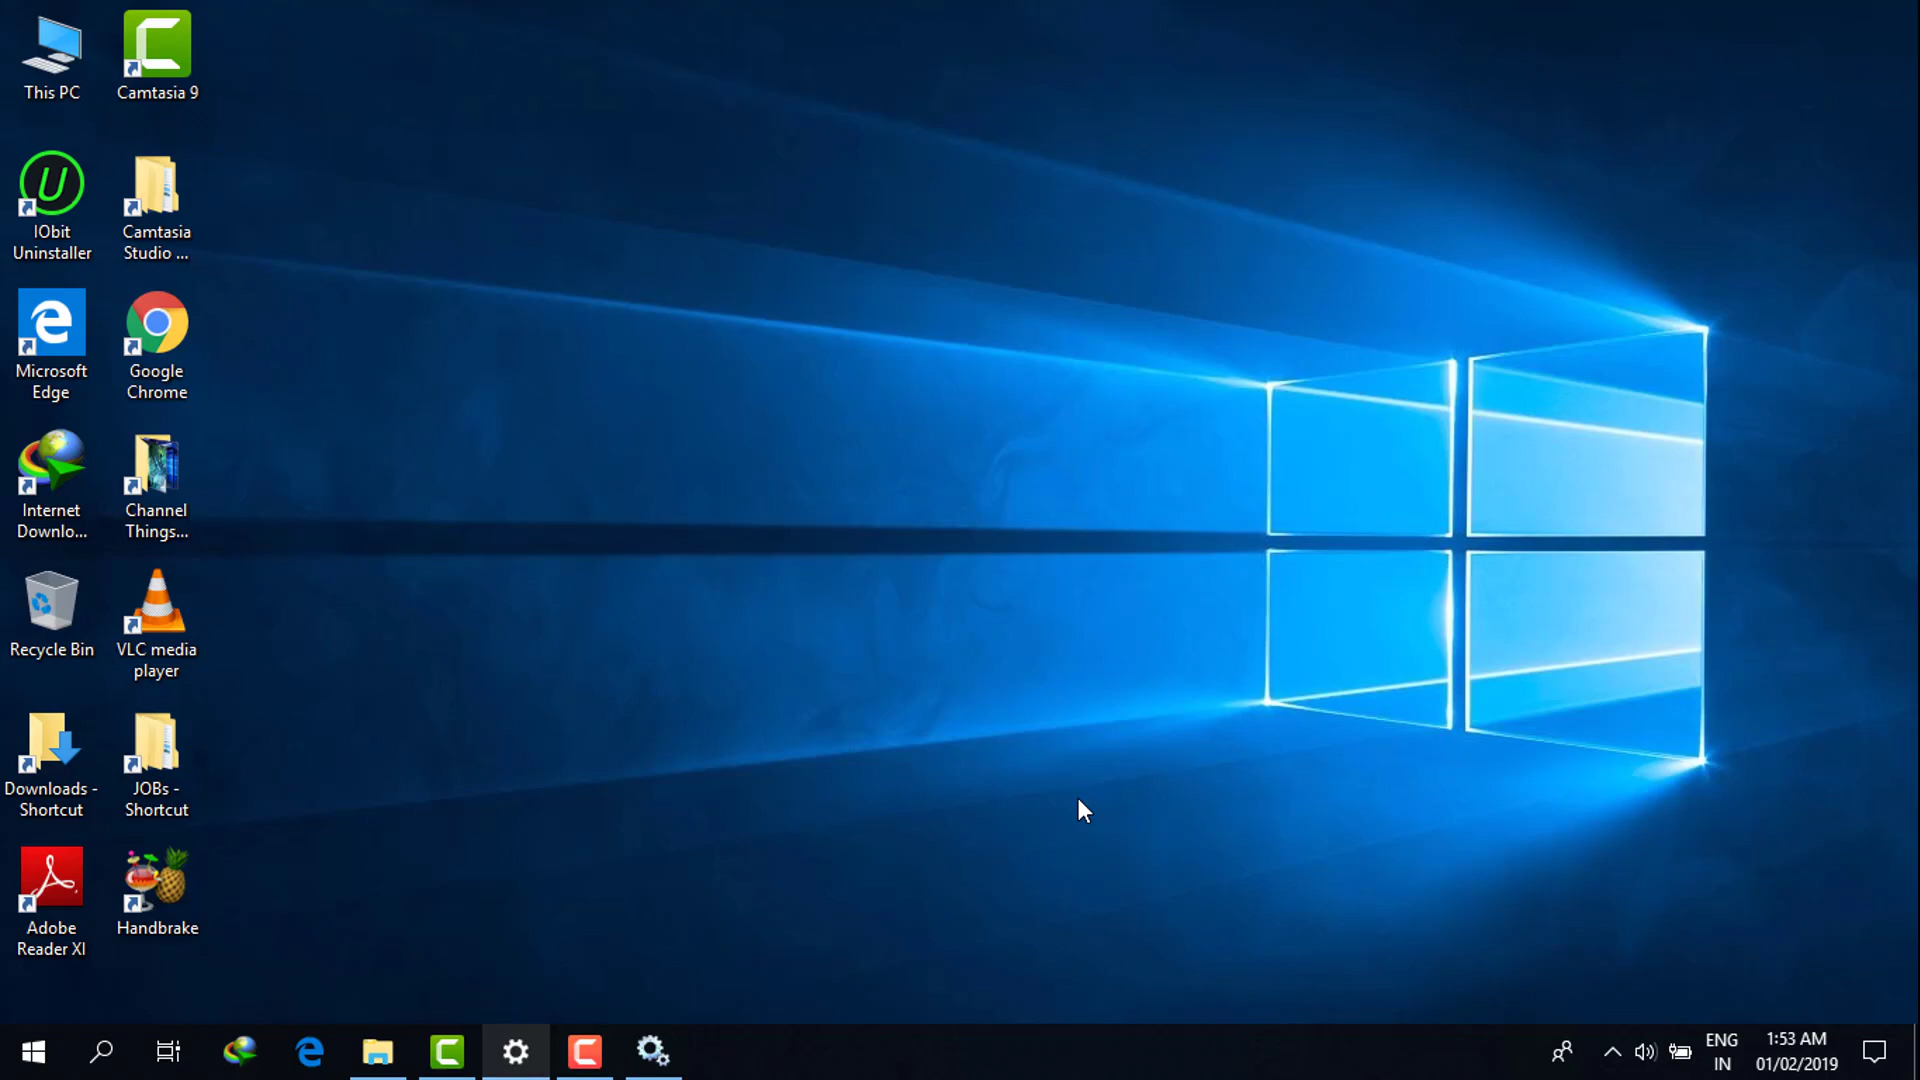 This PC
Camtasia 9
IObit
Uninstaller
Camtasia
Studio ...
Microsoft
Edge
Google
Chrome
Internet
Downlo...
Channel
Things...
Recycle Bin
VLC media
player
Downloads -
Shortcut
JOBs -
Shortcut
Adobe
Reader XI
Handbrake
ENG
IN
1:53 AM
01/02/2019